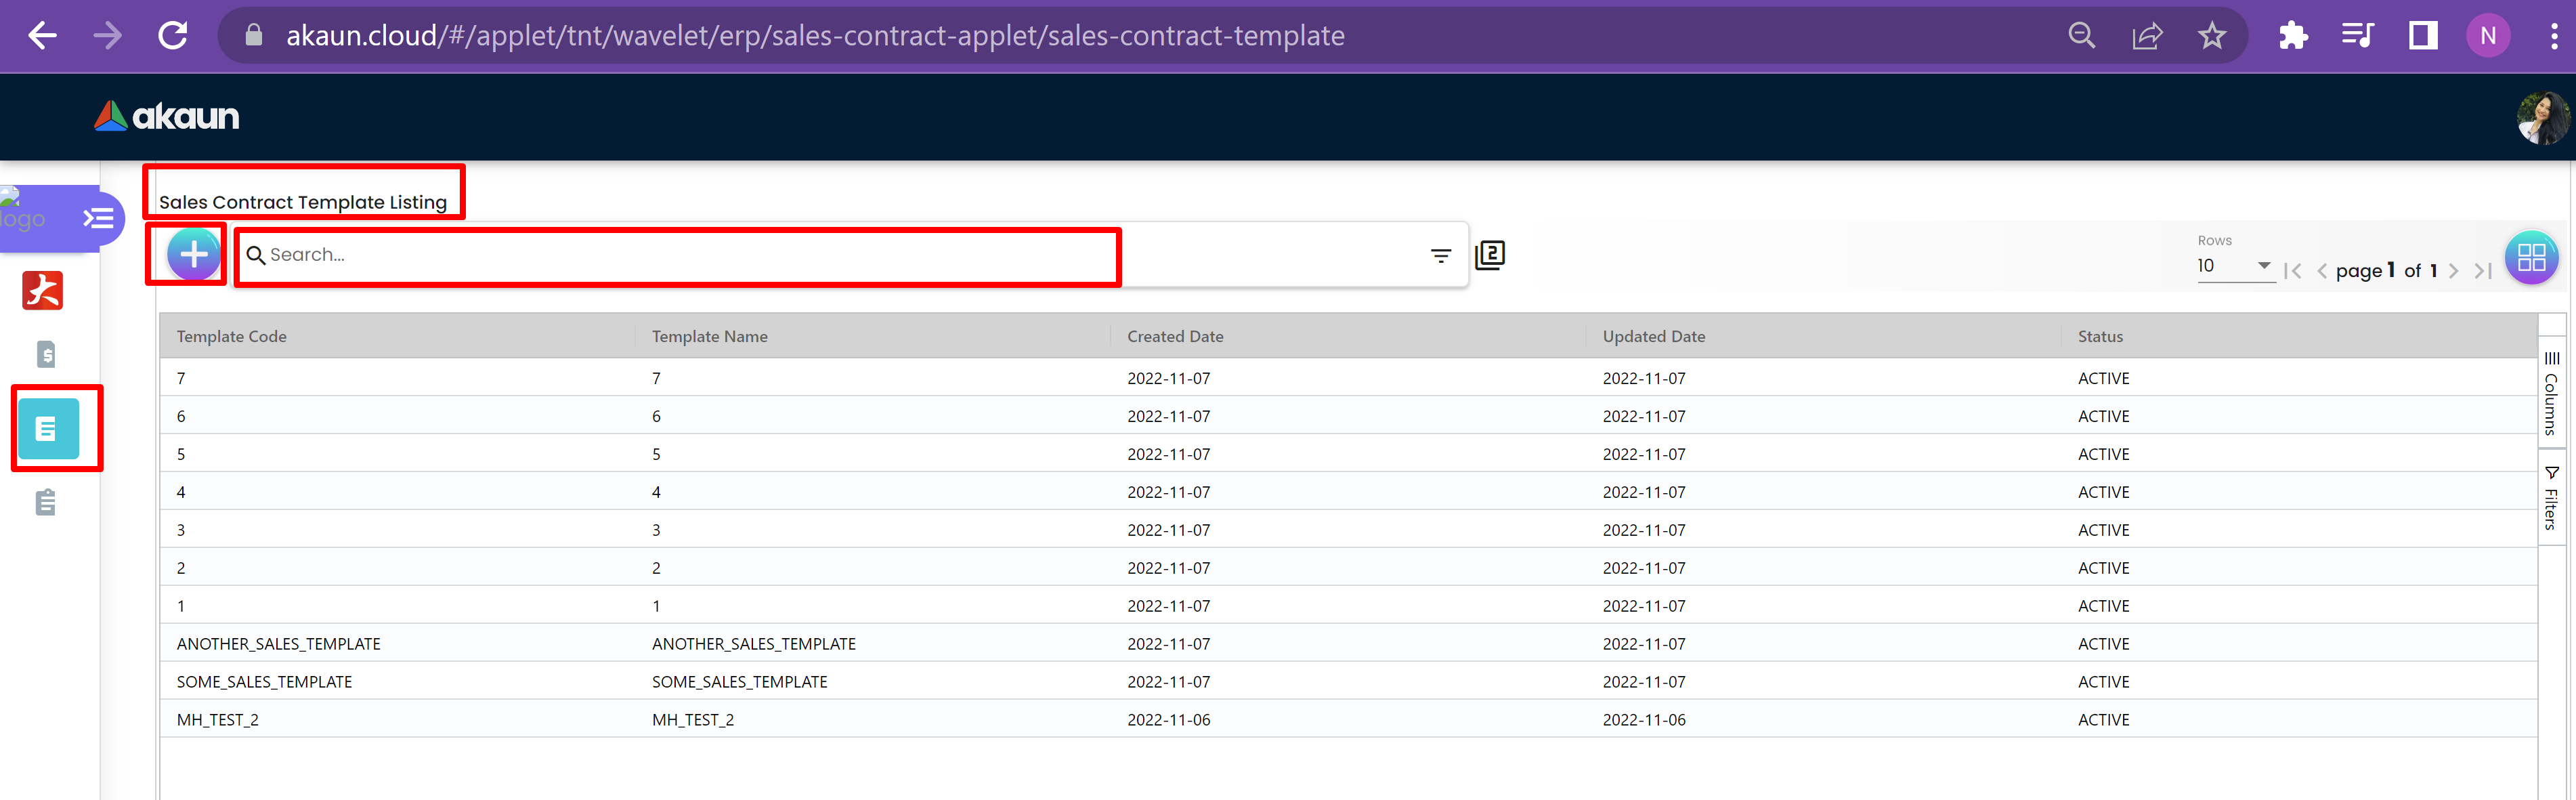 akaun.cloud/#/applet/tnt/wavelet/erp/sales-contract-applet/sales-contract-template
N
akaun
logo
Sales Contract Template Listing
Search...
2
Rows
10
page 1 of 1
Template Code Template Name Created Date Updated Date Status
7 7 2022-11-07 2022-11-07 ACTIVE
6 6 2022-11-07 2022-11-07 ACTIVE
5 5 2022-11-07 2022-11-07 ACTIVE
4 4 2022-11-07 2022-11-07 ACTIVE
3 3 2022-11-07 2022-11-07 ACTIVE
2 2 2022-11-07 2022-11-07 ACTIVE
1 1 2022-11-07 2022-11-07 ACTIVE
ANOTHER_SALES_TEMPLATE ANOTHER_SALES_TEMPLATE 2022-11-07 2022-11-07 ACTIVE
SOME_SALES_TEMPLATE SOME_SALES_TEMPLATE 2022-11-07 2022-11-07 ACTIVE
MH_TEST_2 MH_TEST_2 2022-11-06 2022-11-06 ACTIVE
Columns
Filters